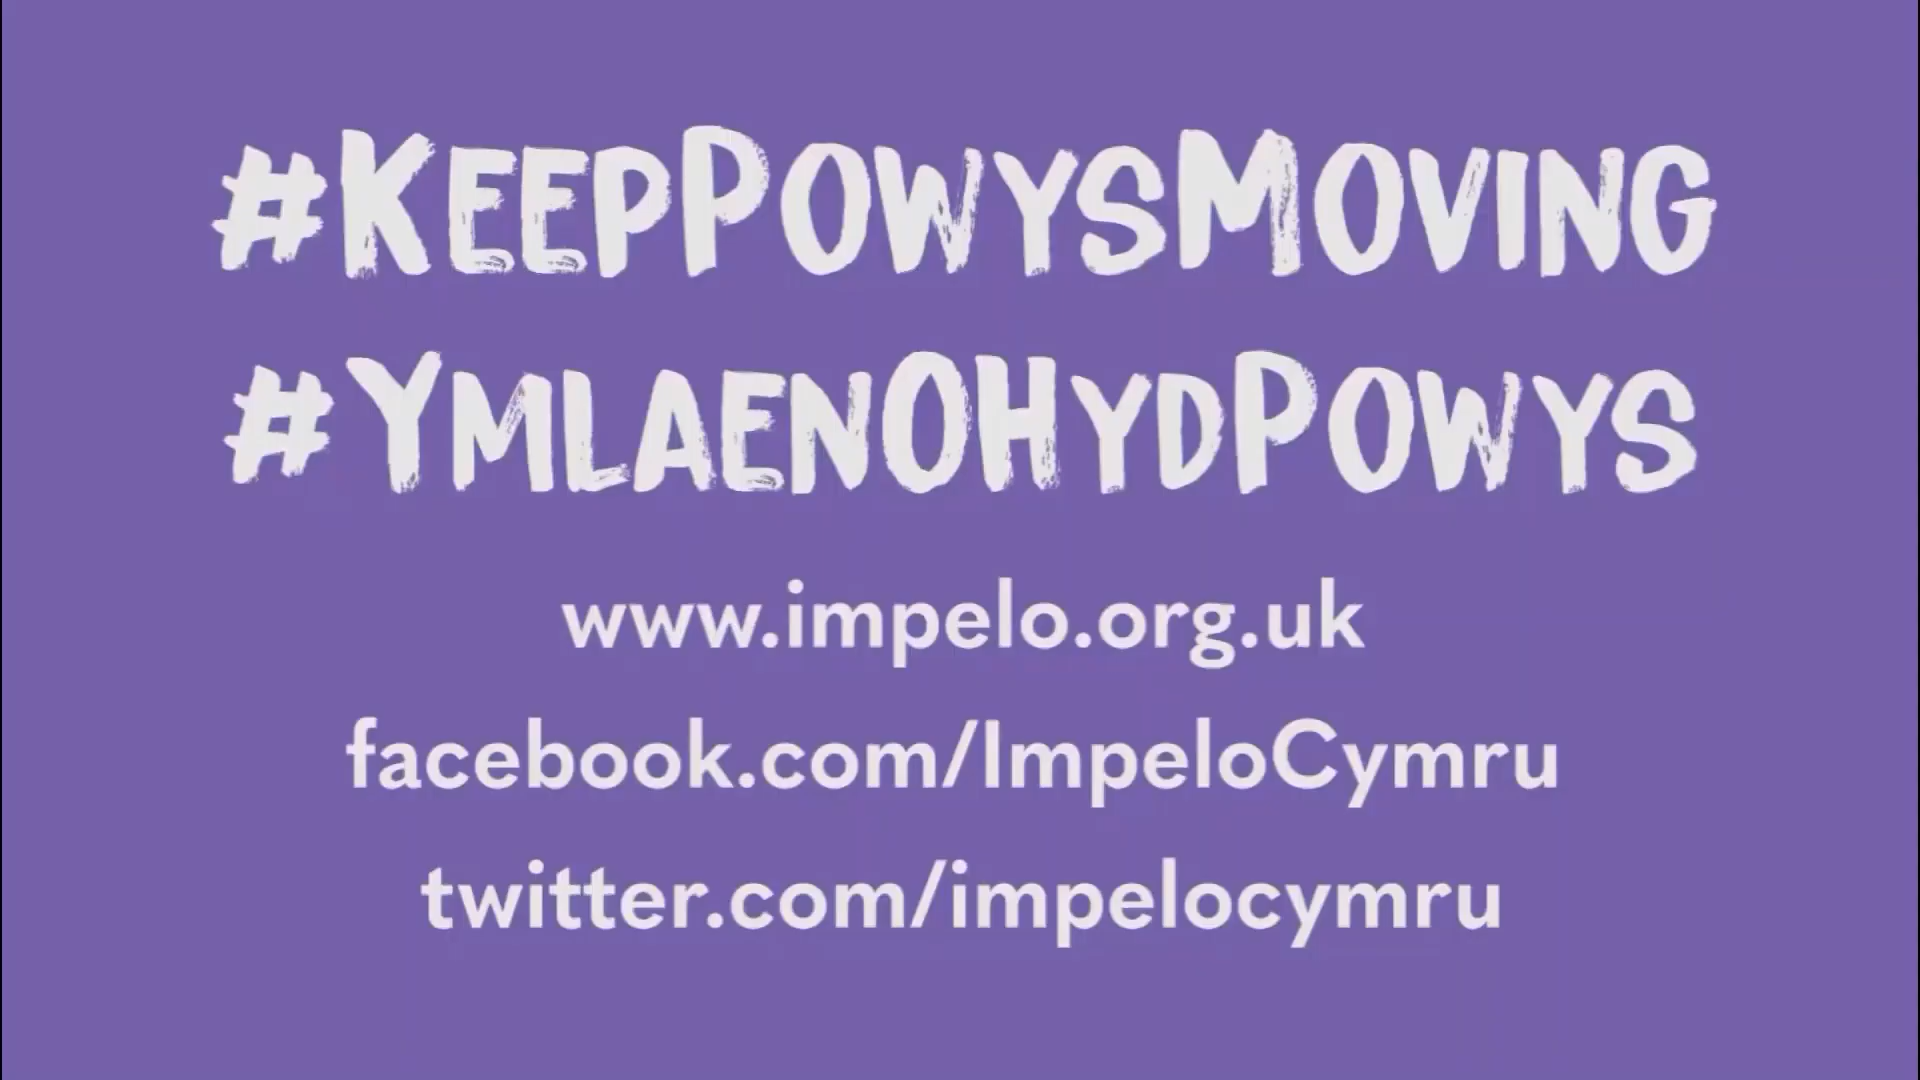 #KeepPowysMoving
#YmlaenOHydPowys
www.impelo.org.uk
facebook.com/ImpeloCymru
twitter.com/impelocymru